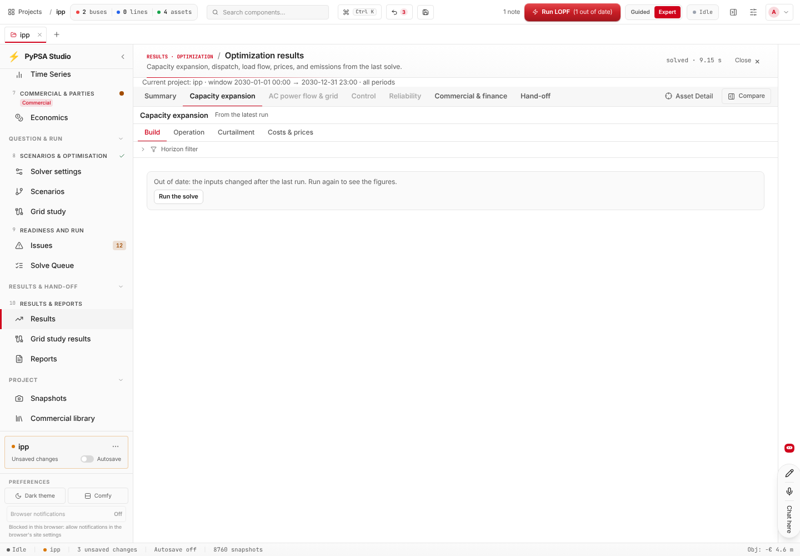 Projects / ipp 2 buses 0 lines 4 assets Search components... Ctrl K 3 1 note Run LOPF (1 out of date) Guided Expert Idle A
ipp
PyPSA Studio
Time Series
7 COMMERCIAL & PARTIES
Commercial
Economics
QUESTION & RUN
8 SCENARIOS & OPTIMISATION
Solver settings
Scenarios
Grid study
9 READINESS AND RUN
Issues 12
Solve Queue
RESULTS & HAND-OFF
10 RESULTS & REPORTS
Results
Grid study results
Reports
PROJECT
Snapshots
Commercial library
ipp ...
Unsaved changes Autosave
PREFERENCES
Dark theme Comfy
Browser notifications Off
Blocked in this browser: allow notifications in the
browser's site settings
RESULTS · OPTIMIZATION / Optimization results
Capacity expansion, dispatch, load flow, prices, and emissions from the last solve.
solved · 9.15 s Close
Current project: ipp · window 2030-01-01 00:00 → 2030-12-31 23:00 · all periods
Summary Capacity expansion AC power flow & grid Control Reliability Commercial & finance Hand-off Asset Detail Compare
Capacity expansion From the latest run
Build Operation Curtailment Costs & prices
Horizon filter
Out of date: the inputs changed after the last run. Run again to see the figures.
Run the solve
Chat here
Idle ipp 3 unsaved changes Autosave off 8760 snapshots Obj: −€ 4.6